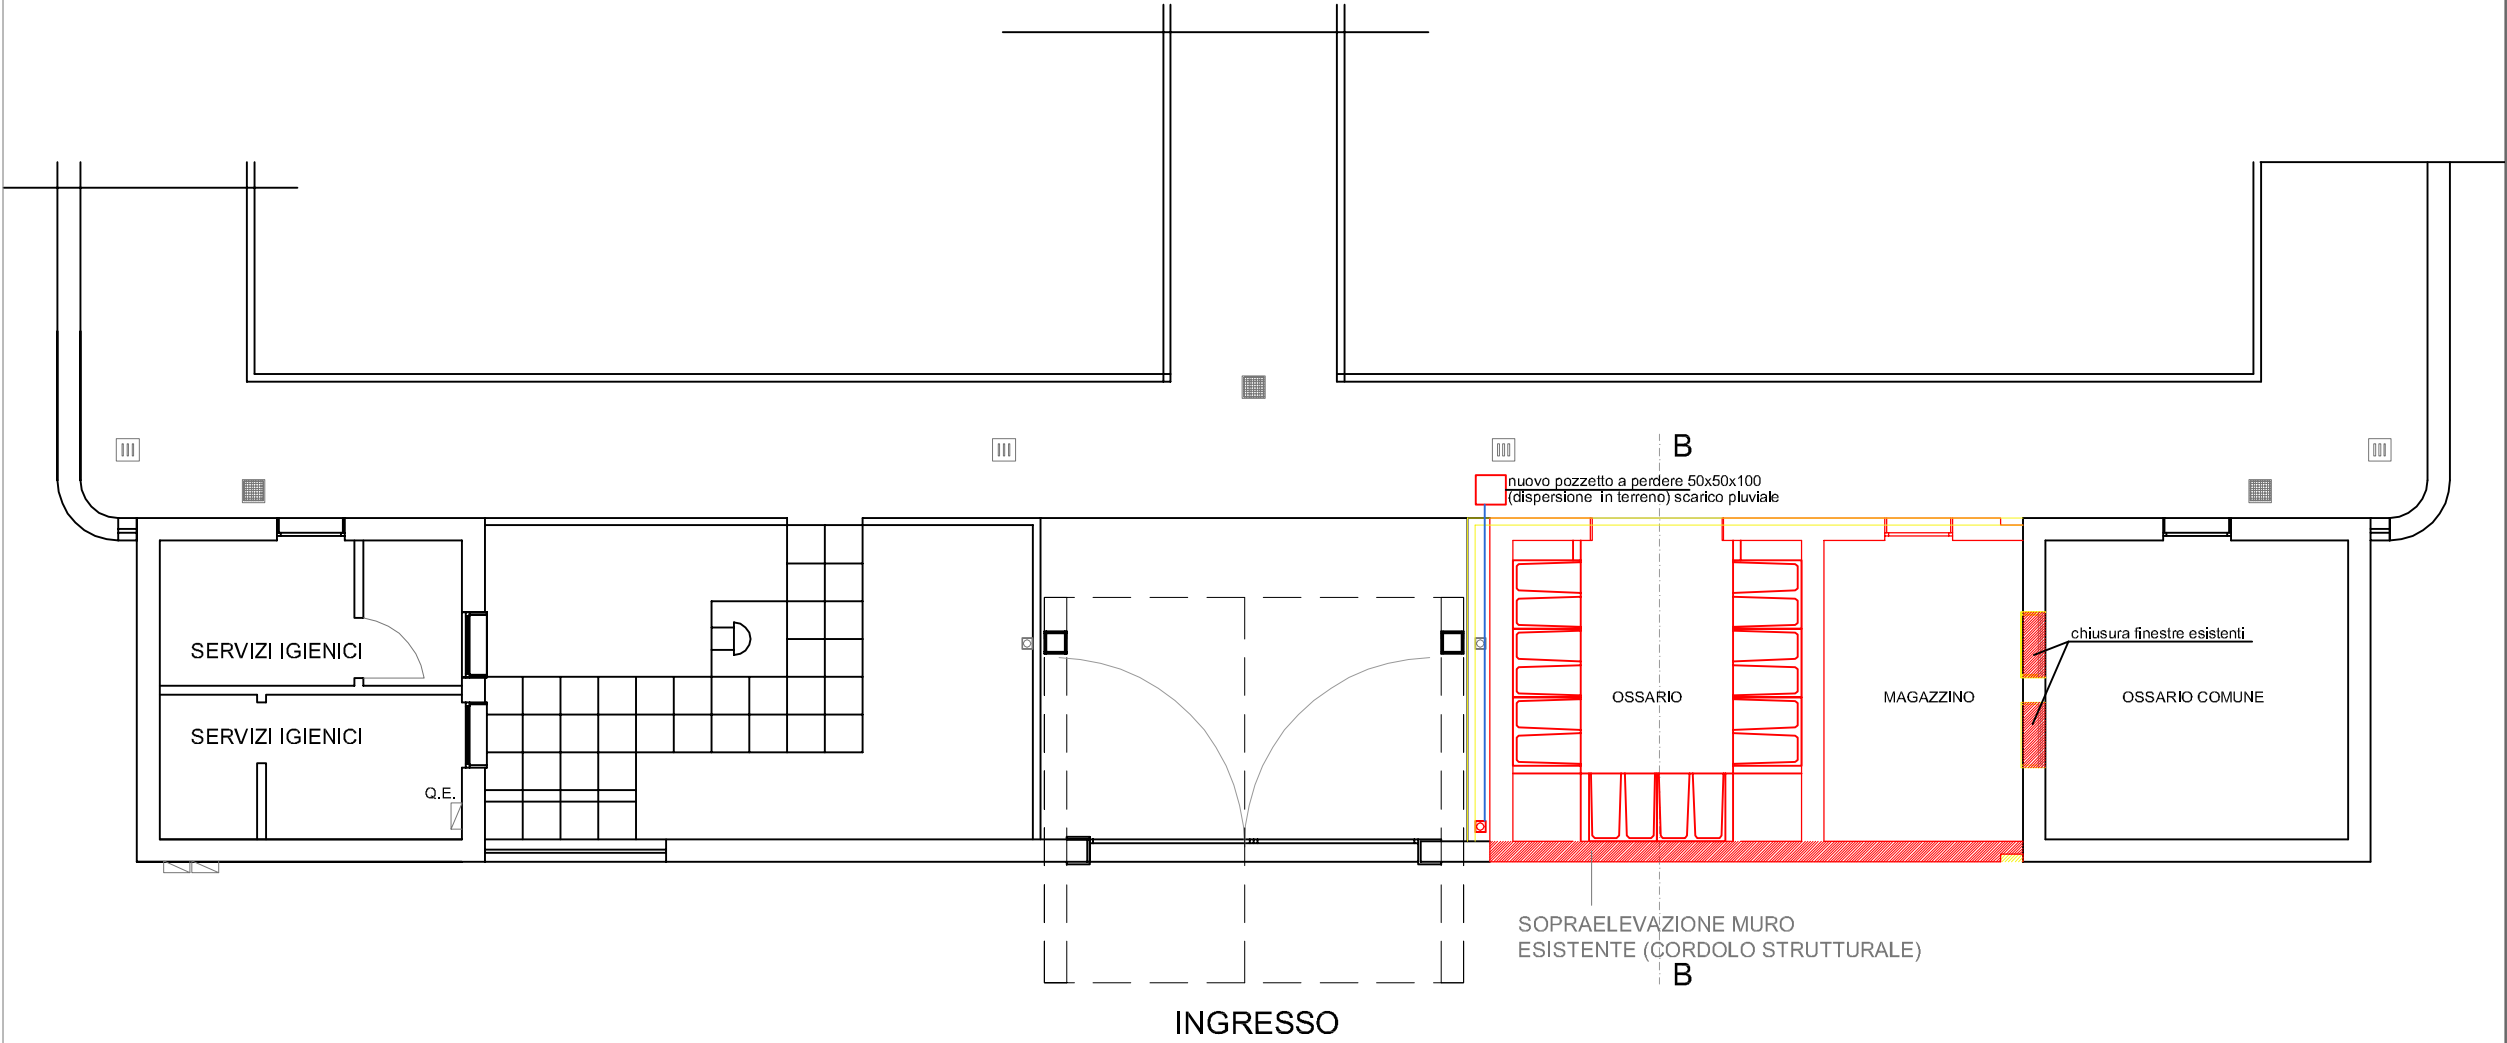 B
nuovo pozzetto a perdere 50x50x100
(dispersione in terreno) scarico pluviale
chiusura finestre esistenti
SERVIZI IGIENICI
OSSARIO
MAGAZZINO
OSSARIO COMUNE
SERVIZI IGIENICI
Q.E.
SOPRAELEVAZIONE MURO
ESISTENTE (CORDOLO STRUTTURALE)
B
INGRESSO